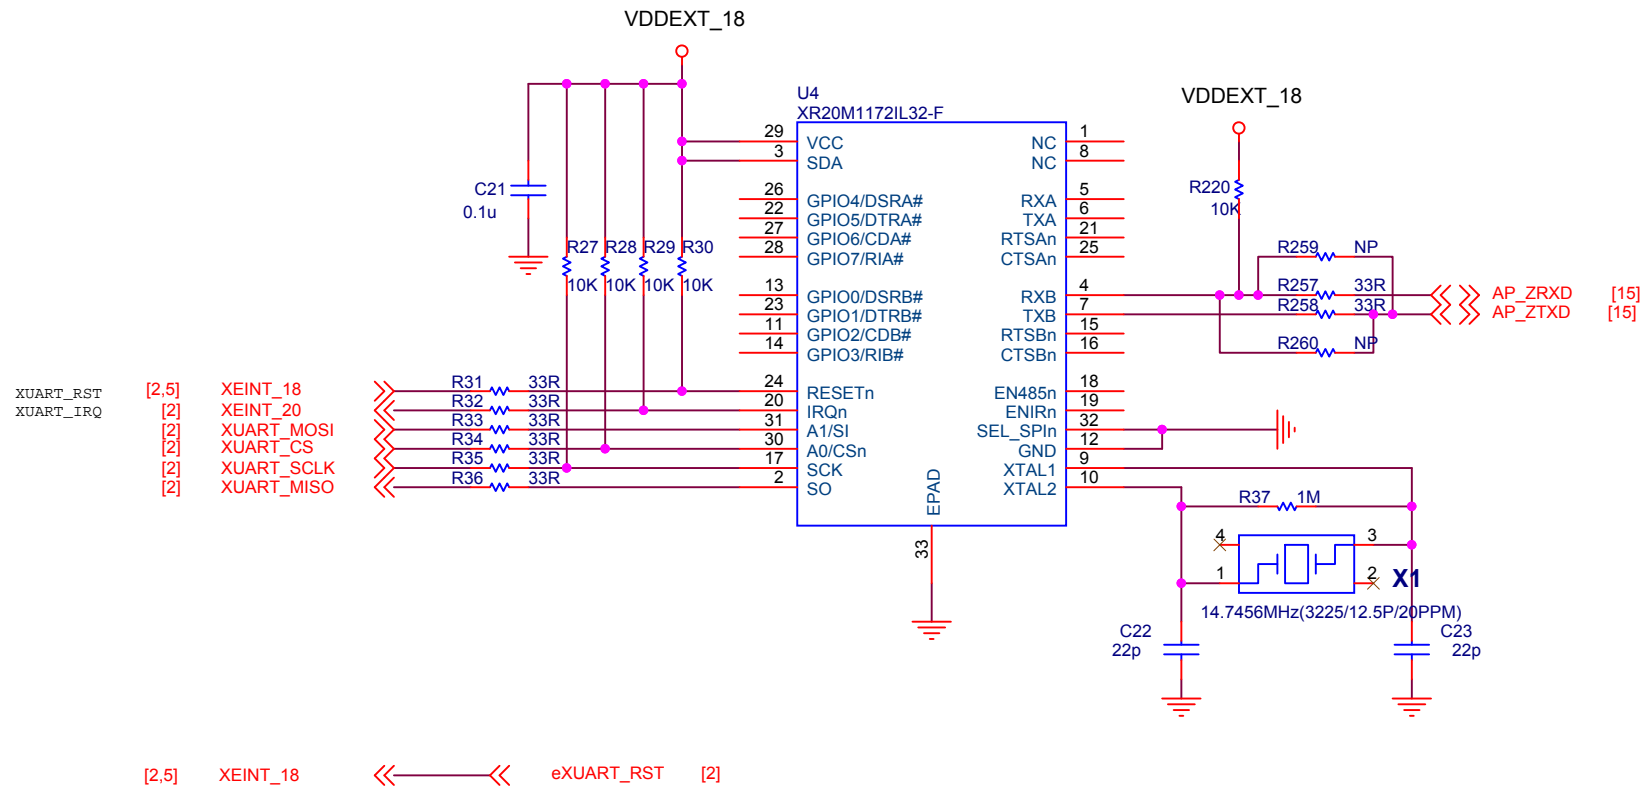 VDDEXT_18
U4
XR20M1172IL32-F
VDDEXT_18
29 VCC NC 1
3 SDA NC 8
C21
0.1u
R220
10K
26 GPIO4/DSRA# RXA 5
22 GPIO5/DTRA# TXA 6
27 GPIO6/CDA# RTSAn 21
28 GPIO7/RIA# CTSAn 25
R27 R28 R29 R30
10K 10K 10K 10K
R259 NP
13 GPIO0/DSRB# RXB 4 R257 33R AP_ZRXD [15]
23 GPIO1/DTRB# TXB 7 R258 33R AP_ZTXD [15]
11 GPIO2/CDB# RTSBn 15
14 GPIO3/RIB# CTSBn 16 R260 NP
XUART_RST [2,5] XEINT_18 R31 33R 24 RESETn EN485n 18
XUART_IRQ [2] XEINT_20 R32 33R 20 IRQn ENIRn 19
[2] XUART_MOSI R33 33R 31 A1/SI SEL_SPIn 32
[2] XUART_CS R34 33R 30 A0/CSn GND 12
[2] XUART_SCLK R35 33R 17 SCK XTAL1 9
[2] XUART_MISO R36 33R 2 SO XTAL2 10
EPAD
33
R37 1M
4 3
1 2 X1
14.7456MHz(3225/12.5P/20PPM)
C22
22p
C23
22p
[2,5] XEINT_18 eXUART_RST [2]